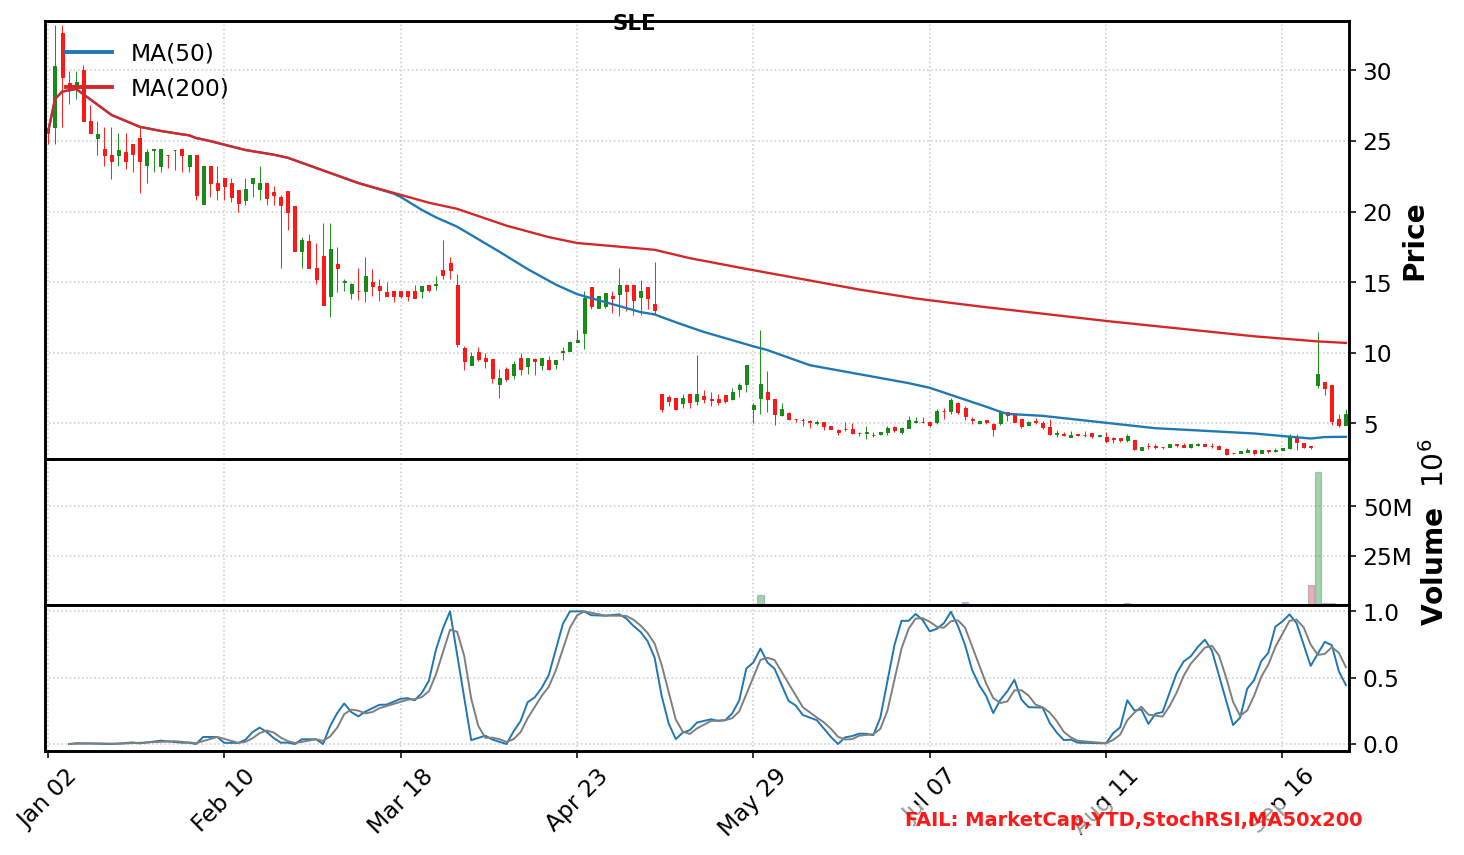 SLE
MA(50)
MA(200)
30
25
20
15
10
5
Price
50M
25M
Volume 10^6
1.0
0.5
0.0
Jan 02
Feb 10
Mar 18
Apr 23
May 29
Jul 07
Aug 11
Sep 16
FAIL: MarketCap,YTD,StochRSI,MA50x200